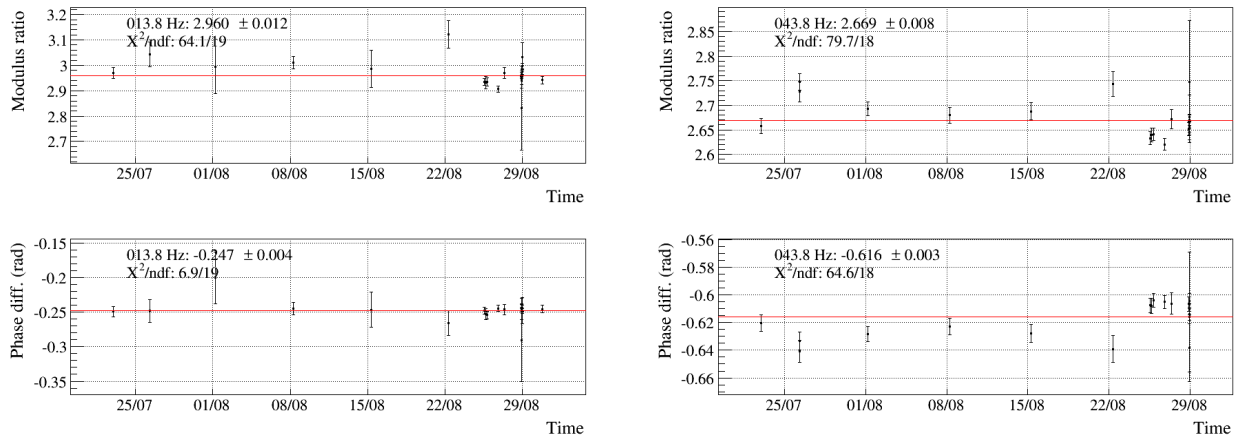 Modulus ratio
013.8 Hz: 2.960 ± 0.012
X²/ndf: 64.1/19
3.2
3.1
3
2.9
2.8
2.7
25/07 01/08 08/08 15/08 22/08 29/08
Time
Modulus ratio
043.8 Hz: 2.669 ± 0.008
X²/ndf: 79.7/18
2.85
2.8
2.75
2.7
2.65
2.6
25/07 01/08 08/08 15/08 22/08 29/08
Time
Phase diff. (rad)
013.8 Hz: -0.247 ± 0.004
X²/ndf: 6.9/19
-0.15
-0.2
-0.25
-0.3
-0.35
25/07 01/08 08/08 15/08 22/08 29/08
Time
Phase diff. (rad)
043.8 Hz: -0.616 ± 0.003
X²/ndf: 64.6/18
-0.56
-0.58
-0.6
-0.62
-0.64
-0.66
25/07 01/08 08/08 15/08 22/08 29/08
Time